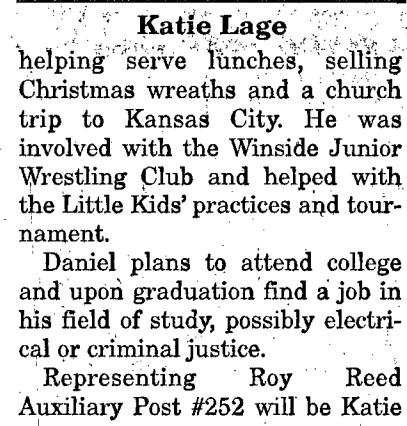 Katie Lage
helping serve lunches, selling
Christmas wreaths and a church
trip to Kansas City. He was
involved with the Winside Junior
Wrestling Club and helped with
the Little Kids' practices and tour-
nament.
Daniel plans to attend college
and upon graduation find a job in
his field of study, possibly electri-
cal or criminal justice.
Representing Roy Reed
Auxiliary Post #252 will be Katie